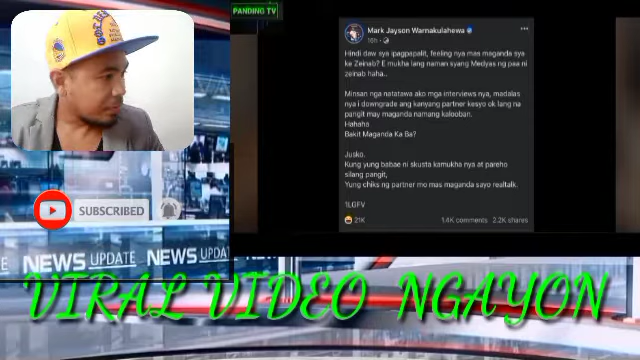 PANDING TV
Mark Jayson Warnakulahewa
16h
Hindi daw sya ipagpapalit, feeling nya mas maganda sya
ka Zeinab? E mukha lang naman syang Medyas ng paa ni
zeinab haha..
Minsan nga natatawa ako mga interviews nya, madalas
nya i downgrade ang kanyang partner kesyo ok lang na
pangit may maganda namang kalooban.
Hahaha
Bakit Maganda Ka Ba?
Jusko,
Kung yung babae ni skusta kamukha nya at pareho
silang pangit,
Yung chiks ng partner mo mas maganda sayo realtalk.
1LGFV
21K
1.4K comments 2.2K shares
SUBSCRIBED
NEWS UPDATE
NEWS UPDATE
VIRAL VIDEO NGAYON